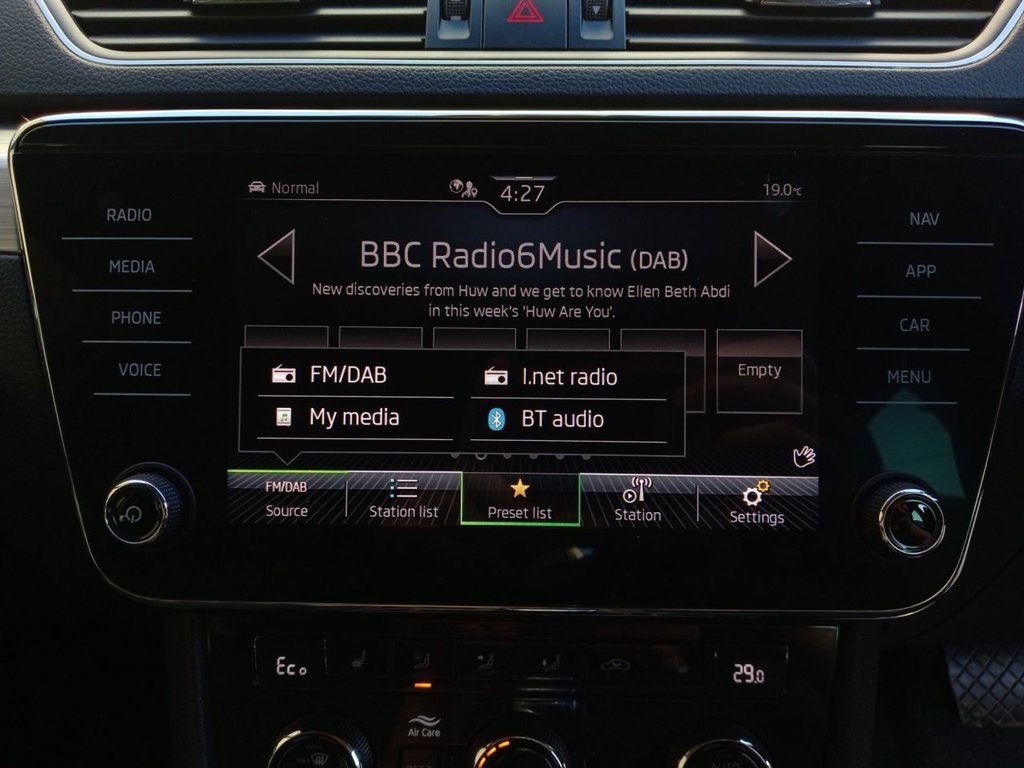 Normal
4:27
19.0°C
RADIO
MEDIA
PHONE
VOICE
NAV
APP
CAR
MENU
BBC Radio6Music (DAB)
New discoveries from Huw and we get to know Ellen Beth Abdi
in this week's 'Huw Are You'.
Empty
FM/DAB
I.net radio
My media
BT audio
FM/DAB
Source
Station list
Preset list
Station
Settings
Eco
29.0
Air Care
MAX
AUTO